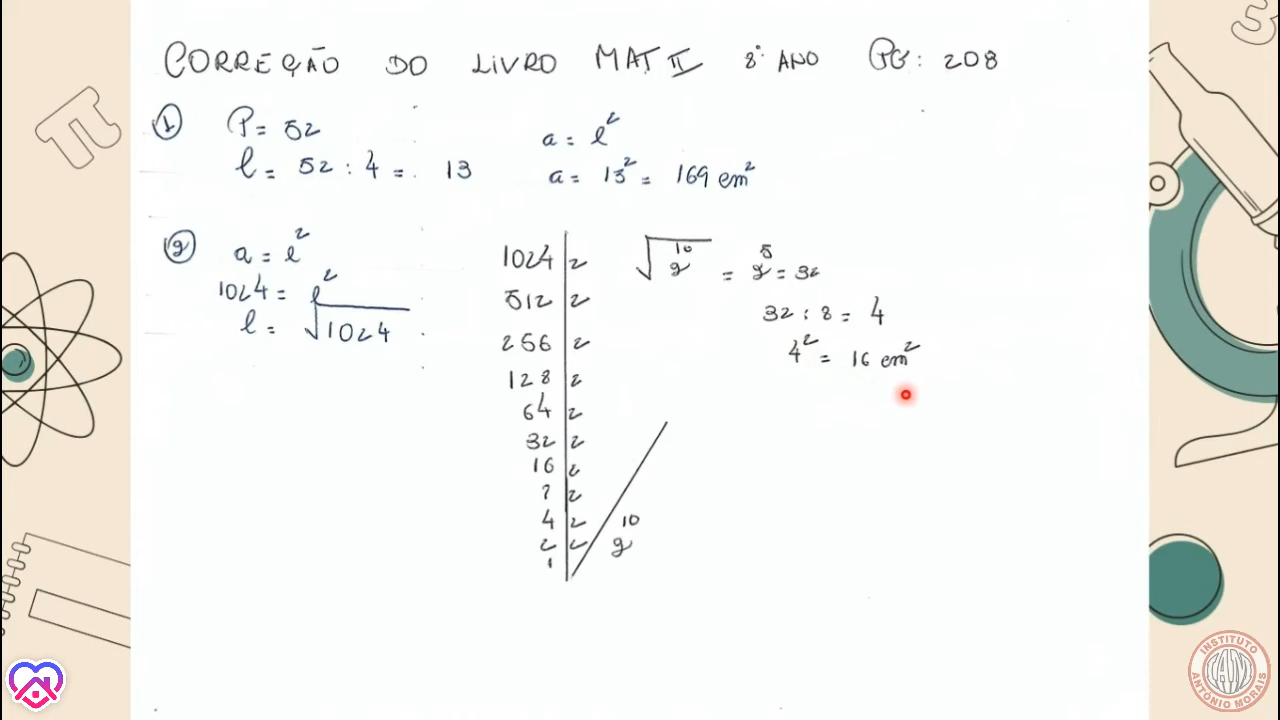 CORREÇÃO DO LIVRO MAT II 8° ANO PG: 208
① P = 52
l = 52 : 4 = 13
a = l²
a = 13² = 169 cm²
② a = l²
1024 = l²
l = √1024
1024 | 2
512 | 2
256 | 2
128 | 2
64 | 2
32 | 2
16 | 2
8 | 2
4 | 2
2 | 2
1
2¹⁰
√2¹⁰ = 2⁵ = 32
32 : 8 = 4
4² = 16 cm²
INSTITUTO
IAM
ANTÔNIO MORAIS